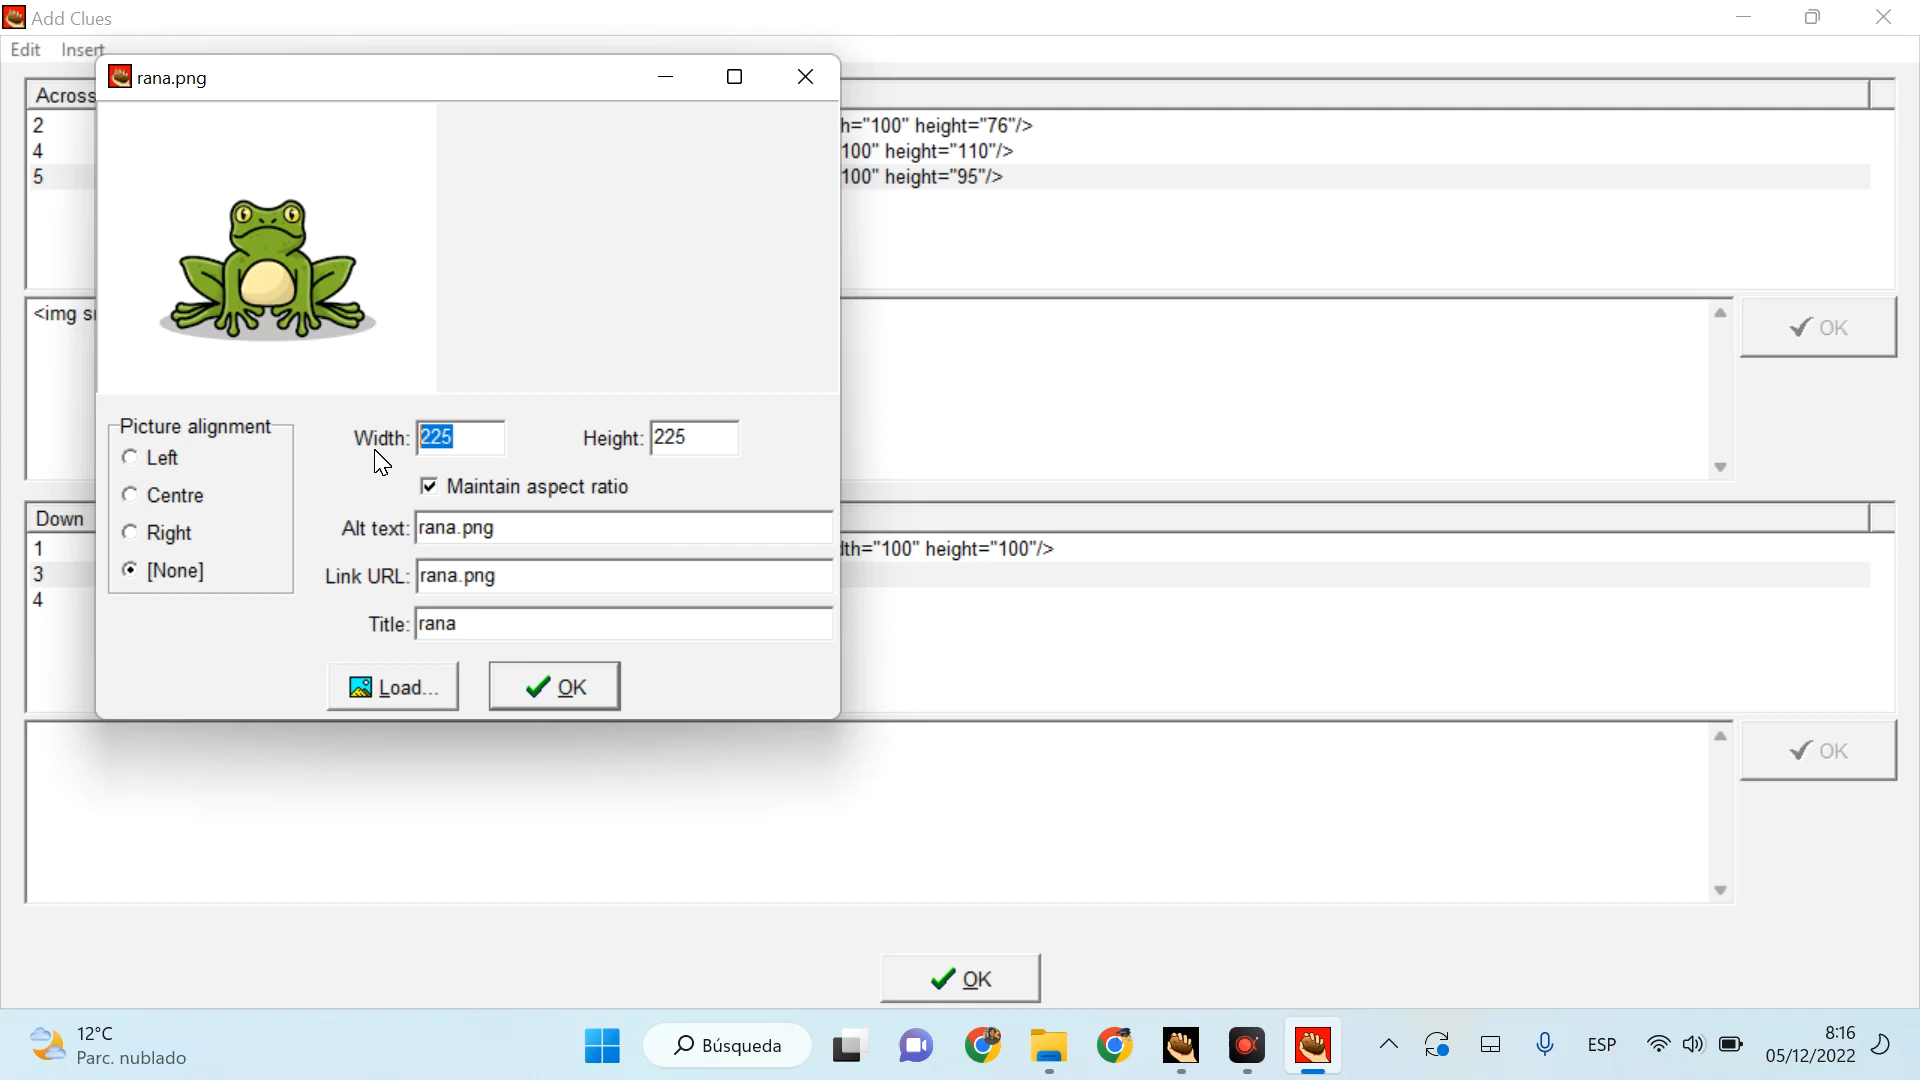 Add Clues
Edit Insert
rana.png
Across
2 h="100" height="76"/>
4 100" height="110"/>
5 100" height="95"/>
<img sr
OK
Picture alignment
Left
Centre
Right
[None]
Width: 225 Height: 225
Maintain aspect ratio
Alt text: rana.png
Link URL: rana.png
Title: rana
Load... OK
Down
1 dth="100" height="100"/>
3
4
OK
OK
12°C
Parc. nublado
Búsqueda
ESP
8:16
05/12/2022